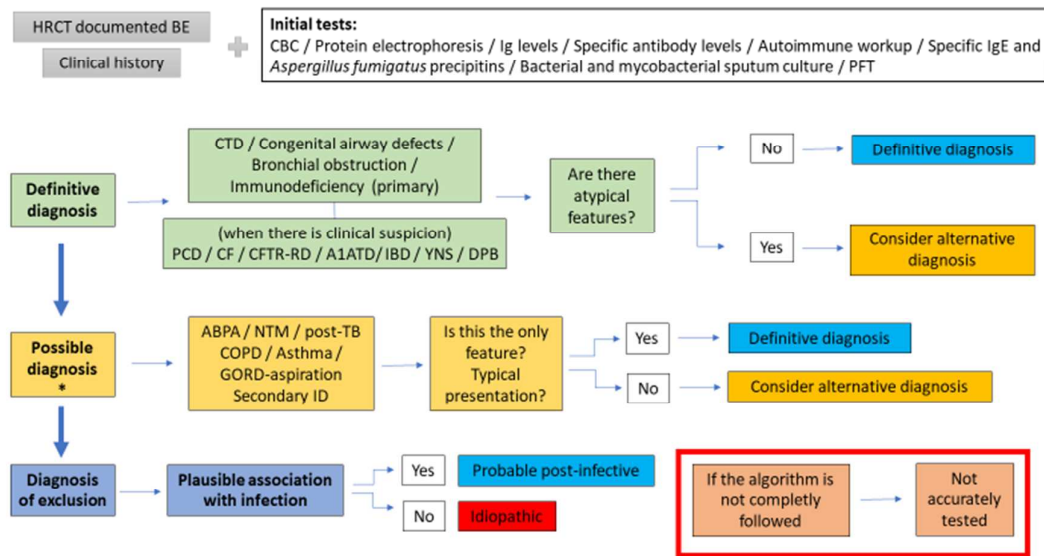 HRCT documented BE
Clinical history
Initial tests:
CBC / Protein electrophoresis / Ig levels / Specific antibody levels / Autoimmune workup / Specific IgE and
Aspergillus fumigatus precipitins / Bacterial and mycobacterial sputum culture / PFT
Definitive
diagnosis
CTD / Congenital airway defects /
Bronchial obstruction /
Immunodeficiency (primary)
(when there is clinical suspicion)
PCD / CF / CFTR-RD / A1ATD/ IBD / YNS / DPB
Are there
atypical
features?
No
Definitive diagnosis
Yes
Consider alternative
diagnosis
Possible
diagnosis
*
ABPA / NTM / post-TB
COPD / Asthma /
GORD-aspiration
Secondary ID
Is this the only
feature?
Typical
presentation?
Yes
Definitive diagnosis
No
Consider alternative diagnosis
Diagnosis
of exclusion
Plausible association
with infection
Yes
Probable post-infective
No
Idiopathic
If the algorithm is
not completly
followed
Not
accurately
tested